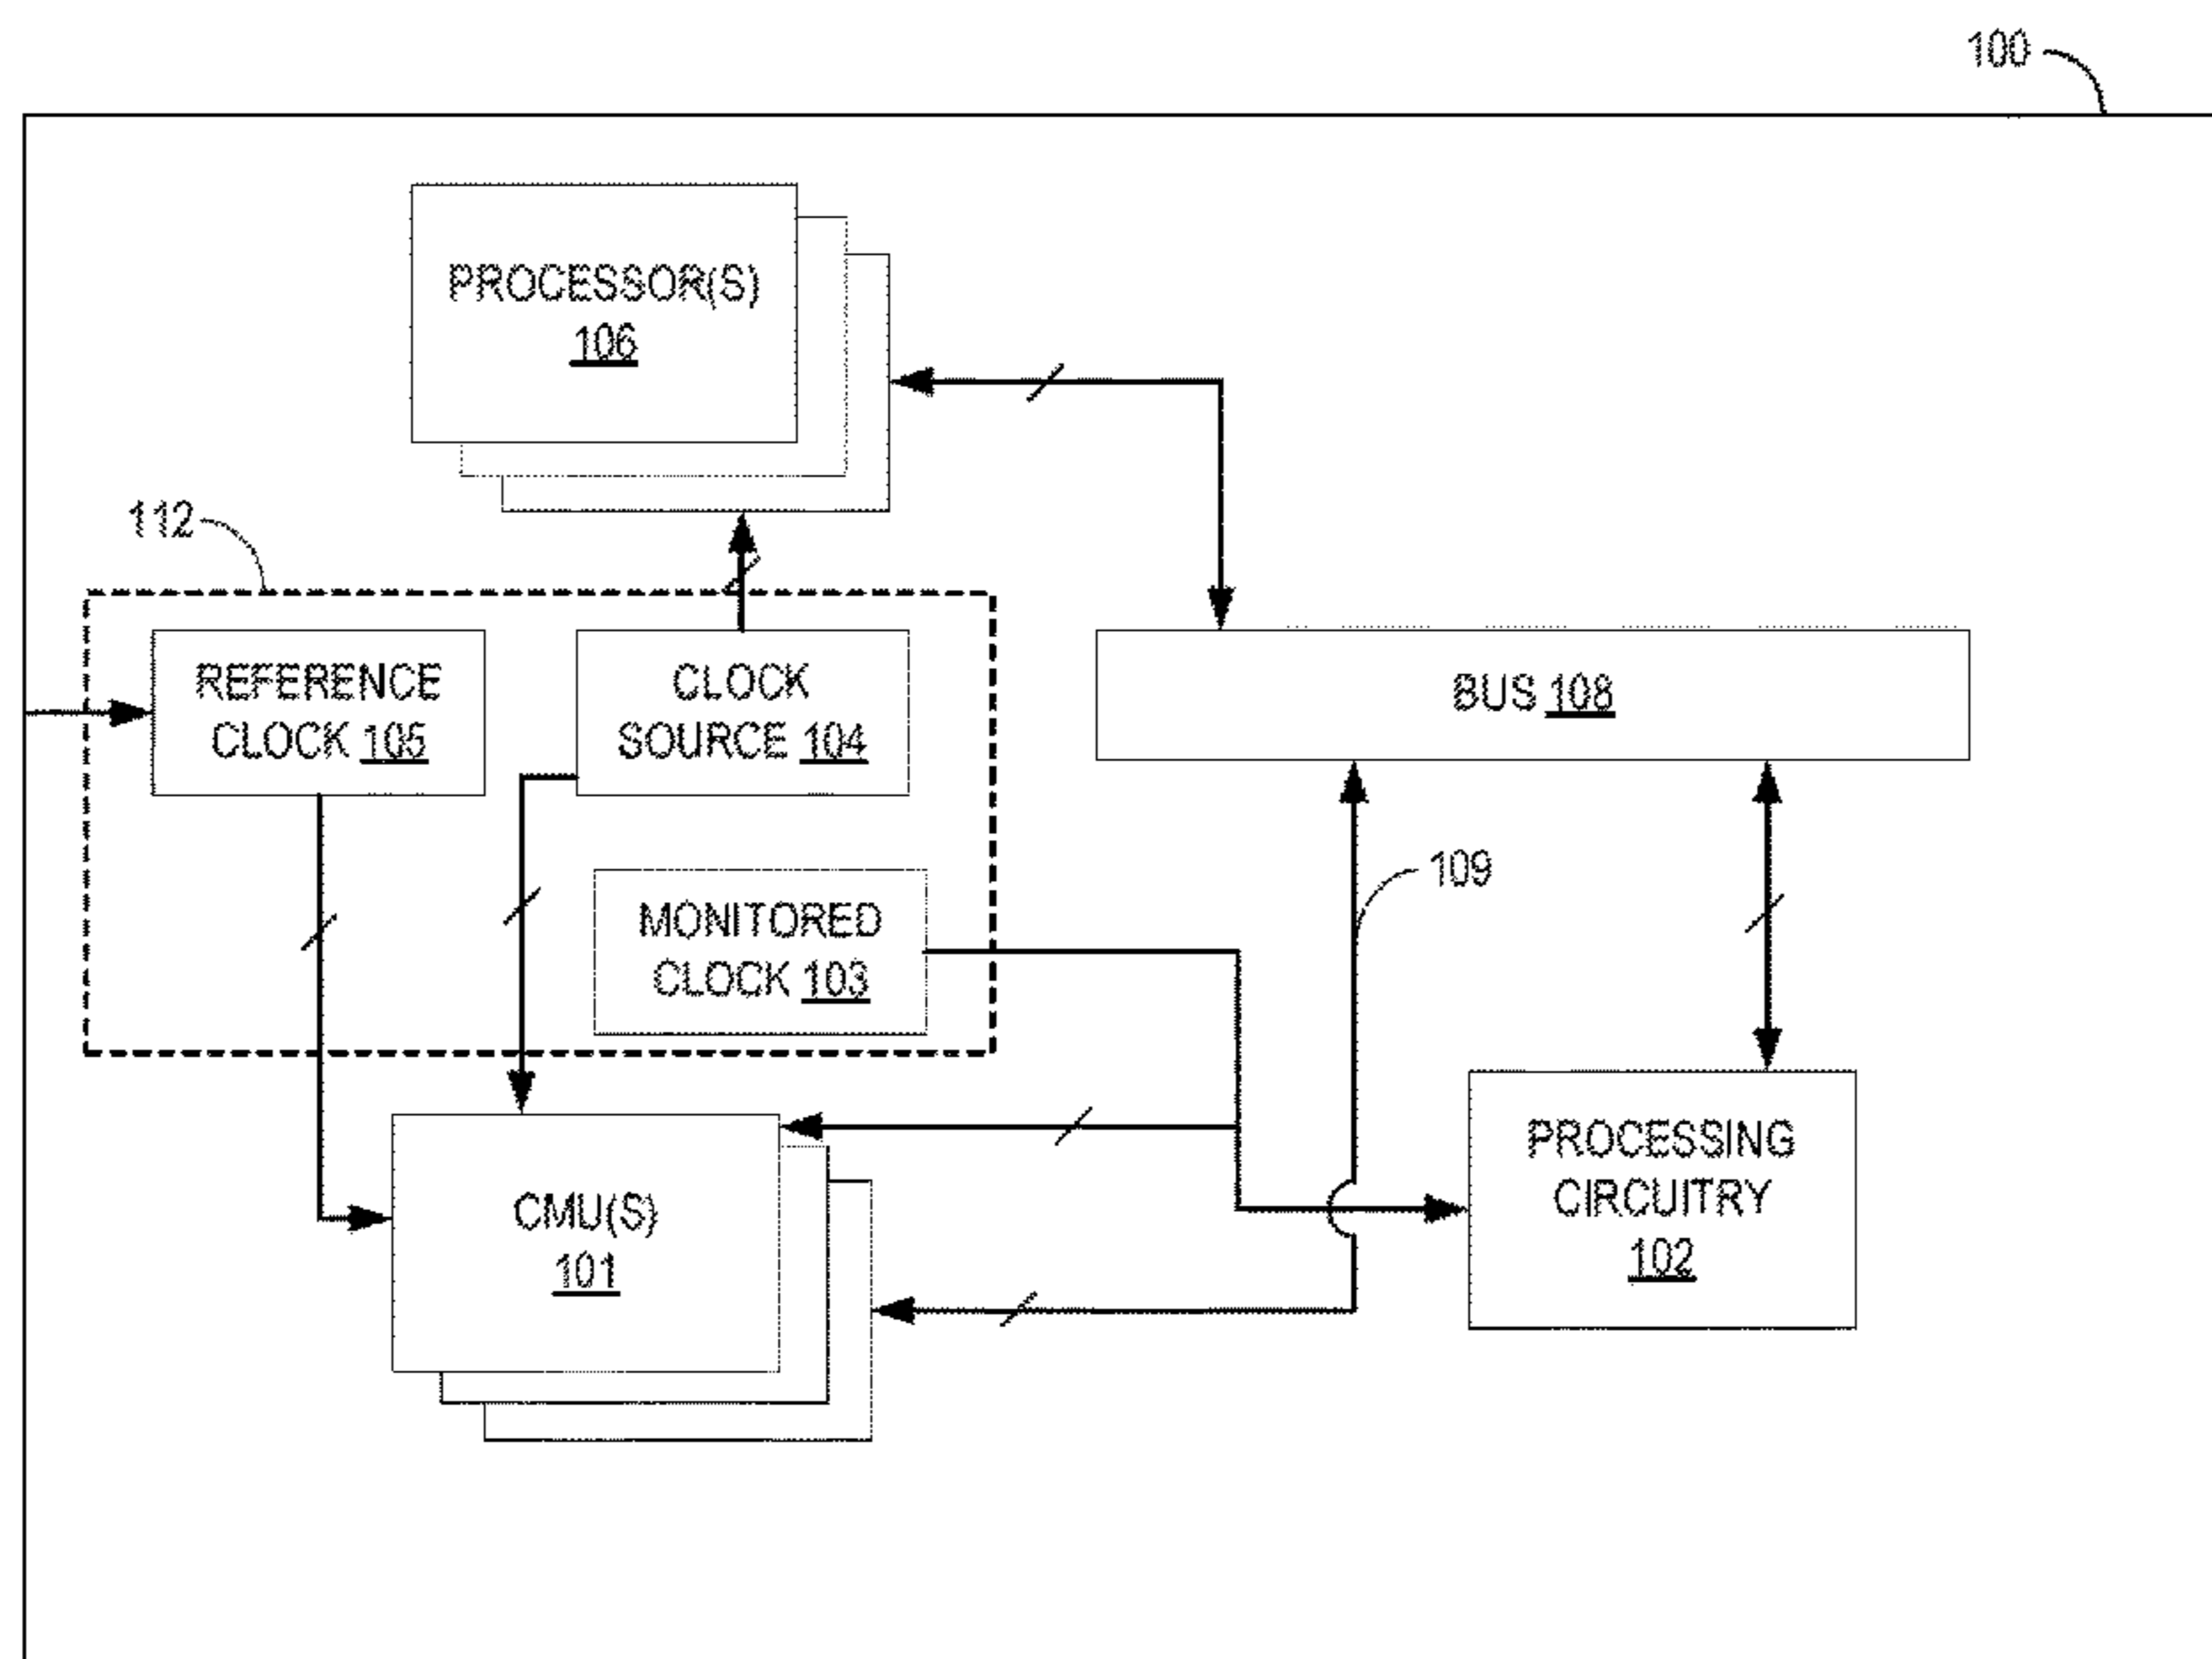 100
PROCESSOR(S)
106
112
REFERENCE
CLOCK 105
CLOCK
SOURCE 104
BUS 108
109
MONITORED
CLOCK 103
PROCESSING
CIRCUITRY
102
CMU(S)
101